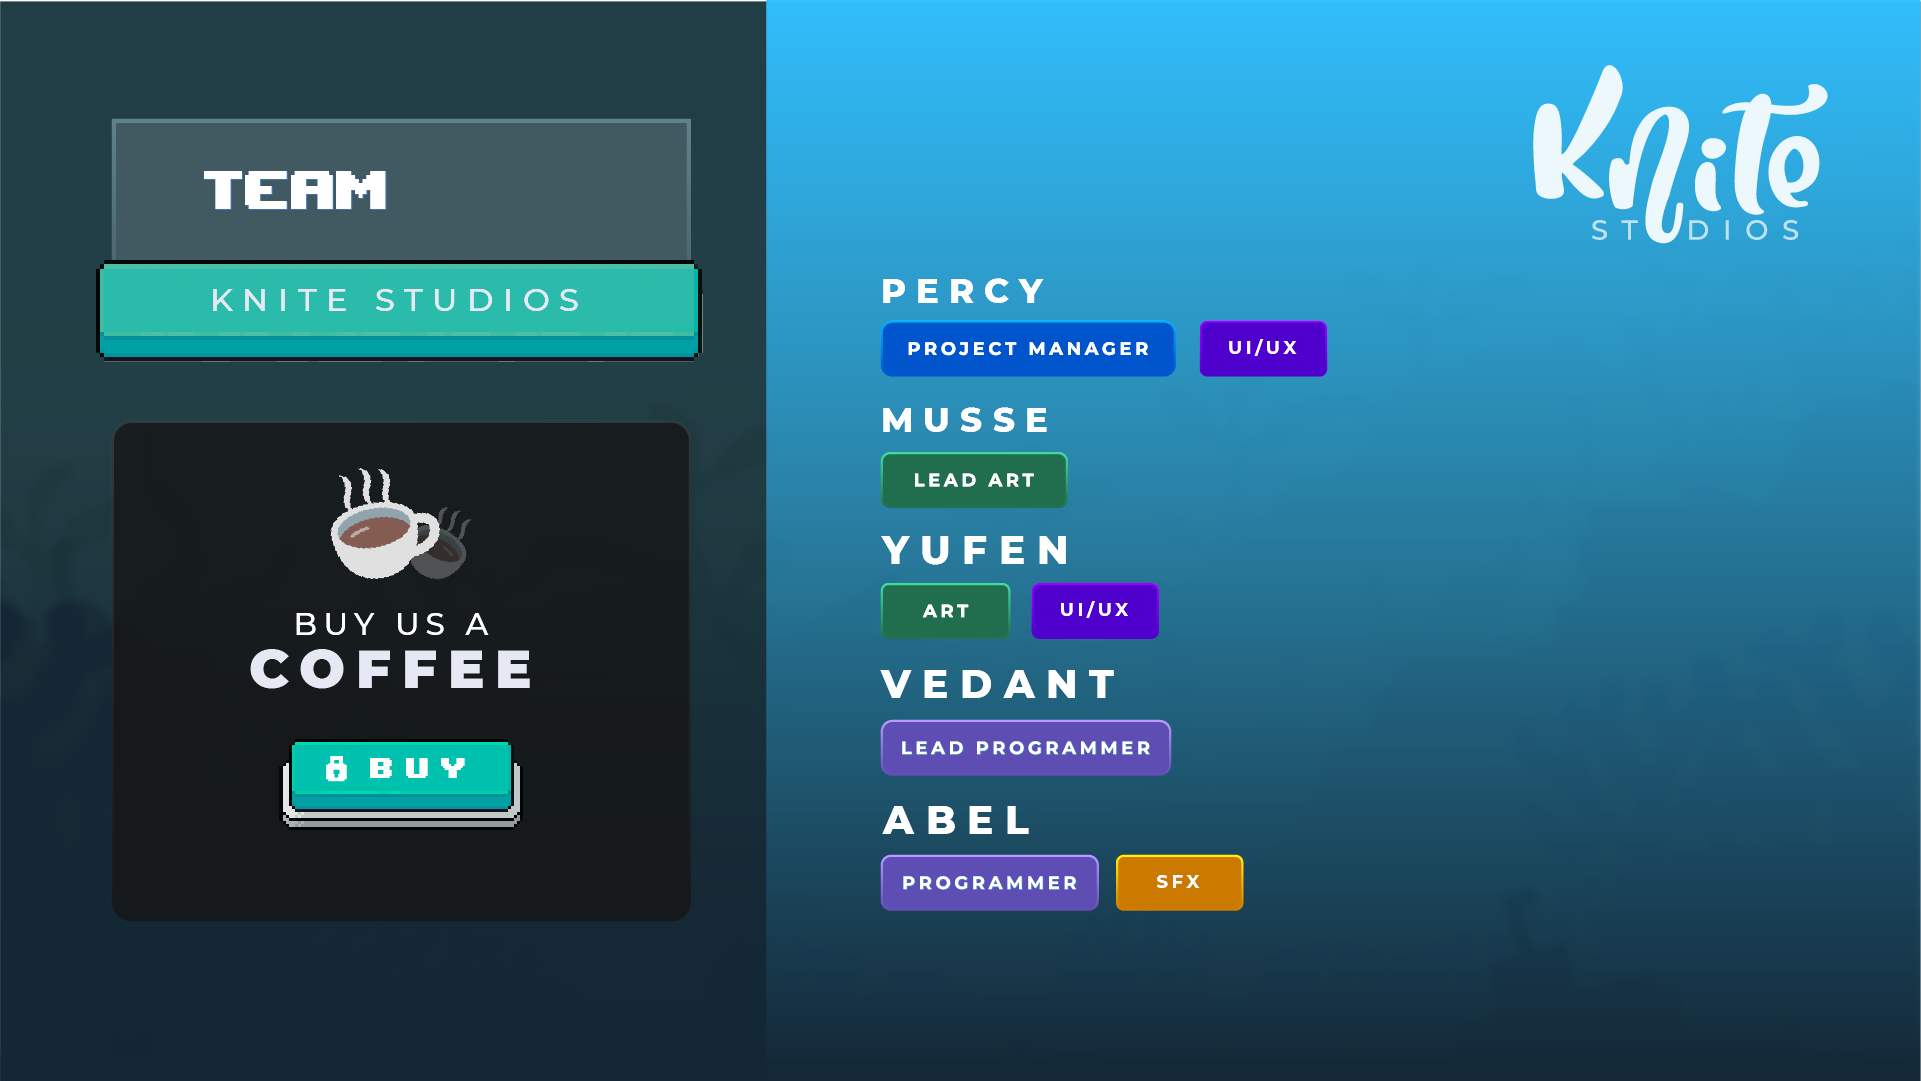 TEAM
KNITE STUDIOS
BUY US A
COFFEE
BUY
Knite
STUDIOS
PERCY
PROJECT MANAGER
UI/UX
MUSSE
LEAD ART
YUFEN
ART
UI/UX
VEDANT
LEAD PROGRAMMER
ABEL
PROGRAMMER
SFX